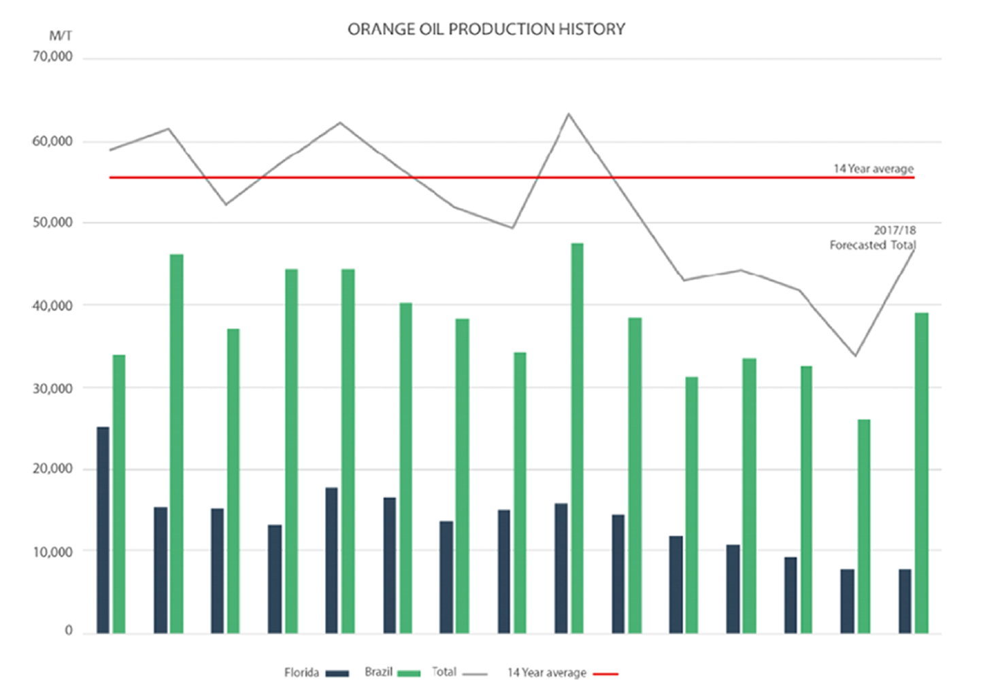 ORANGE OIL PRODUCTION HISTORY
M/T
70,000
60,000
14 Year average
50,000
2017/18
Forecasted Total
40,000
30,000
20,000
10,000
0
Florida Brazil Total 14 Year average